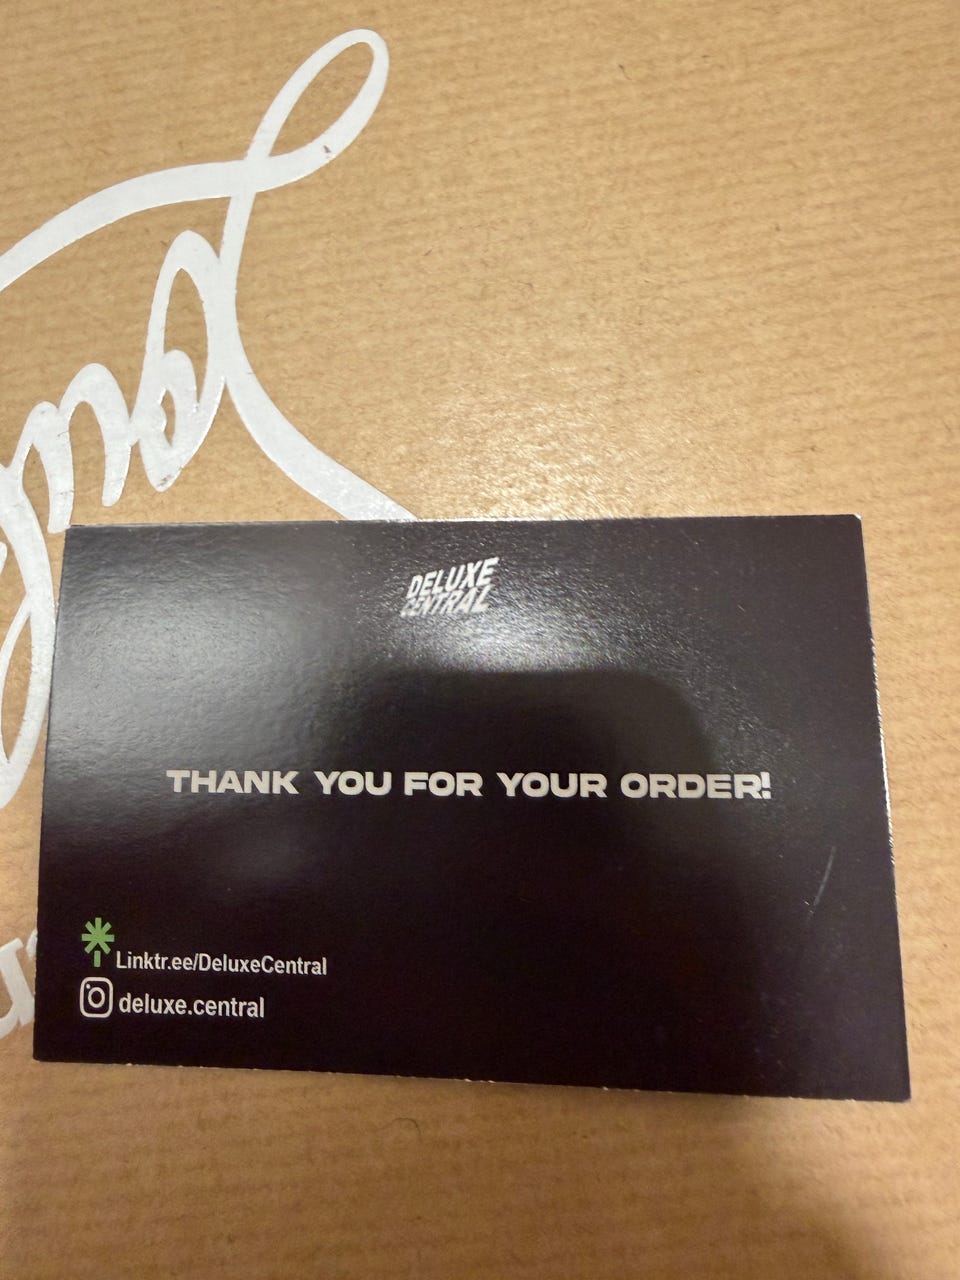 DELUXE
CENTRAL
THANK YOU FOR YOUR ORDER!
Linktr.ee/DeluxeCentral
deluxe.central